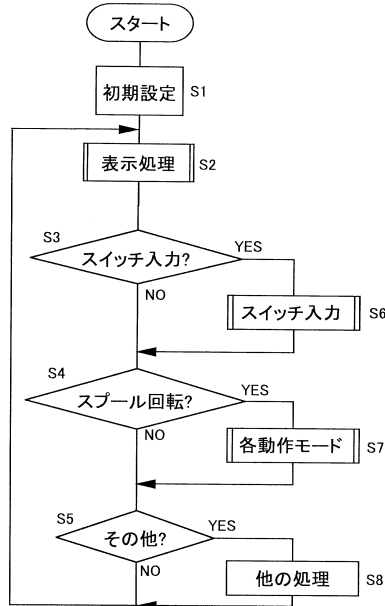 スタート
初期設定 S1
表示処理 S2
S3
スイッチ入力? YES
NO
スイッチ入力 S6
S4
スプール回転? YES
NO
各動作モード S7
S5
その他? YES
NO
他の処理 S8